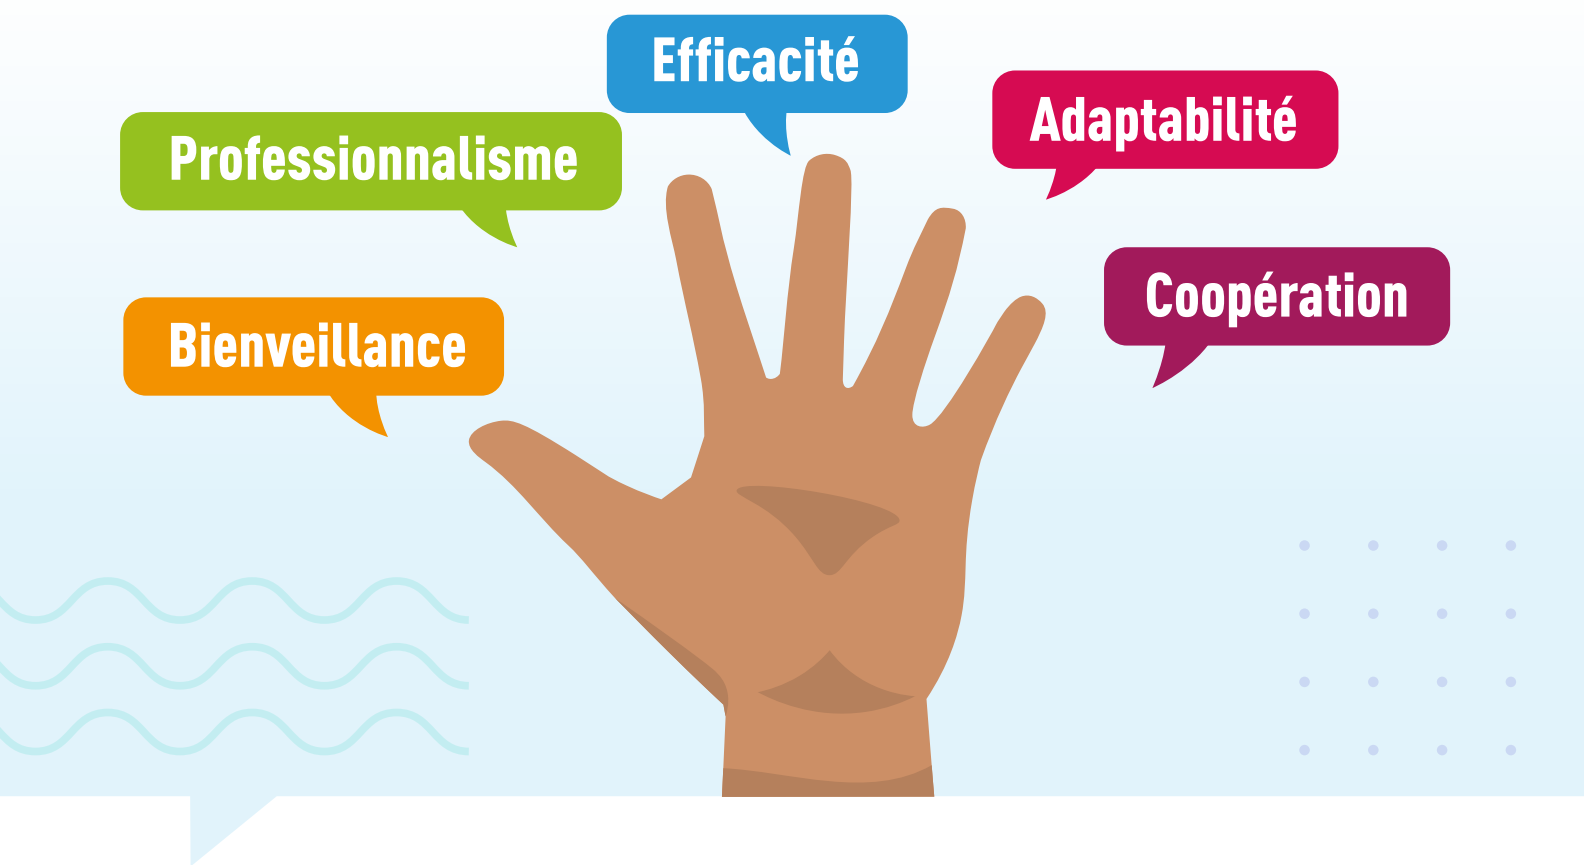 Efficacité
Adaptabilité
Professionnalisme
Coopération
Bienveillance